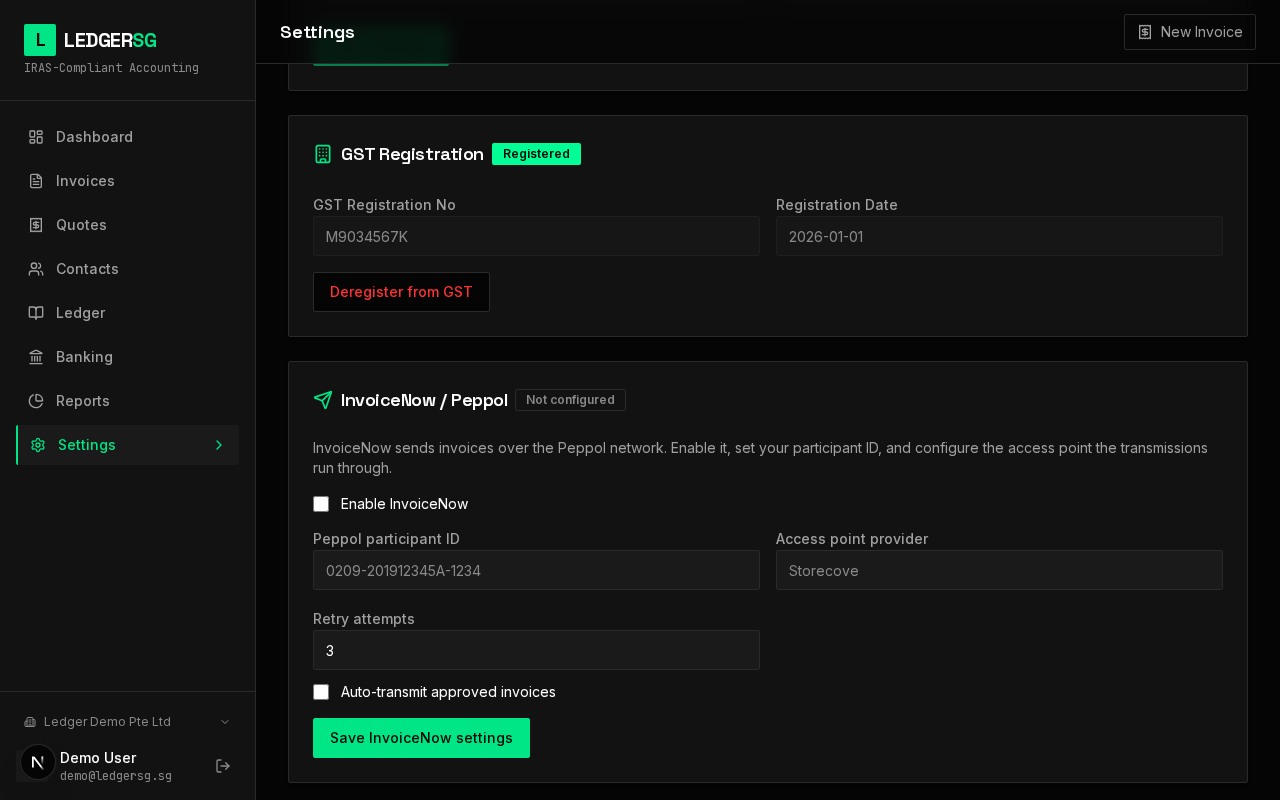 L LEDGERSG
IRAS-Compliant Accounting
Dashboard
Invoices
Quotes
Contacts
Ledger
Banking
Reports
Settings
Ledger Demo Pte Ltd
N
Demo User
demo@ledgersg.sg
Settings
New Invoice
GST Registration Registered
GST Registration No
M9034567K
Registration Date
2026-01-01
Deregister from GST
InvoiceNow / Peppol Not configured
InvoiceNow sends invoices over the Peppol network. Enable it, set your participant ID, and configure the access point the transmissions
run through.
Enable InvoiceNow
Peppol participant ID
0209-201912345A-1234
Access point provider
Storecove
Retry attempts
3
Auto-transmit approved invoices
Save InvoiceNow settings